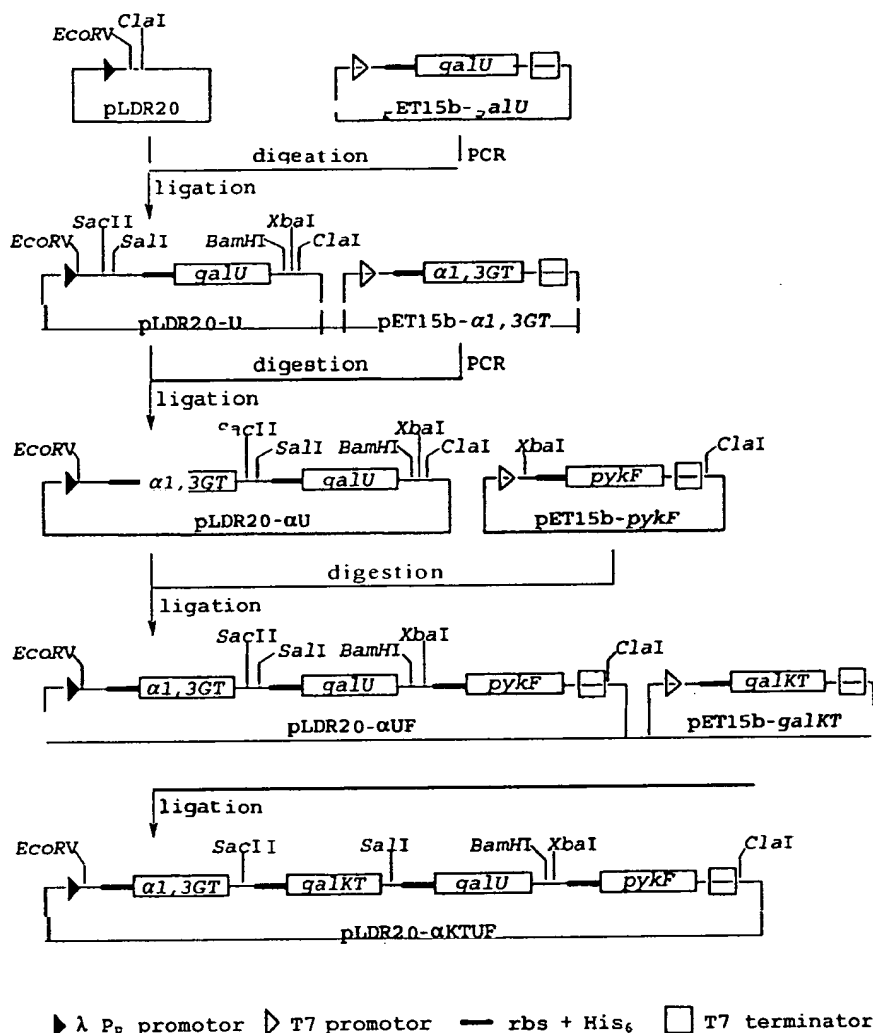 ClaI
EcoRV
galU
pLDR20
pET15b-galU
digeation
PCR
ligation
SacII
XbaI
EcoRV
SalI
BamHI
ClaI
galU
α1,3GT
pLDR20-U
pET15b-α1,3GT
digestion
PCR
ligation
SacII
XbaI
EcoRV
SalI
BamHI
ClaI
XbaI
ClaI
α1,3GT
galU
pykF
pLDR20-αU
pET15b-pykF
digestion
ligation
SacII
XbaI
EcoRV
SalI
BamHI
ClaI
α1,3GT
galU
pykF
galKT
pLDR20-αUF
pET15b-galKT
ligation
EcoRV
SacII
SalI
BamHI
XbaI
ClaI
α1,3GT
galKT
galU
pykF
pLDR20-αKTUF
λ PR promotor
T7 promotor
rbs + His6
T7 terminator